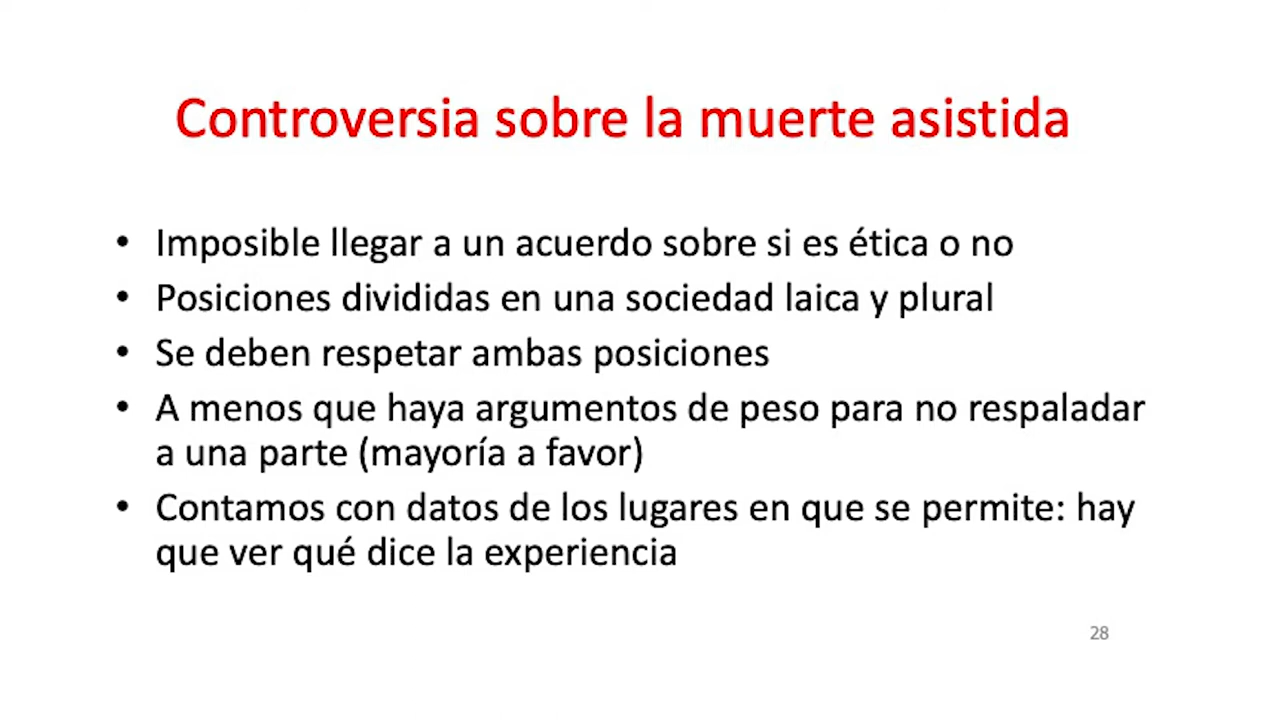 Controversia sobre la muerte asistida
• Imposible llegar a un acuerdo sobre si es ética o no
• Posiciones divididas en una sociedad laica y plural
• Se deben respetar ambas posiciones
• A menos que haya argumentos de peso para no respaladar
a una parte (mayoría a favor)
• Contamos con datos de los lugares en que se permite: hay
que ver qué dice la experiencia
28